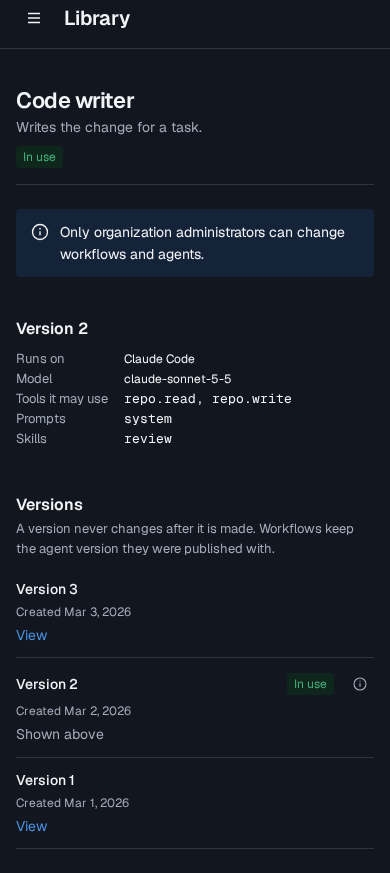 Library
Code writer
Writes the change for a task.
In use
Only organization administrators can change
workflows and agents.
Version 2
Runs on Claude Code
Model claude-sonnet-5-5
Tools it may use repo.read, repo.write
Prompts system
Skills review
Versions
A version never changes after it is made. Workflows keep
the agent version they were published with.
Version 3
Created Mar 3, 2026
View
Version 2 In use
Created Mar 2, 2026
Shown above
Version 1
Created Mar 1, 2026
View